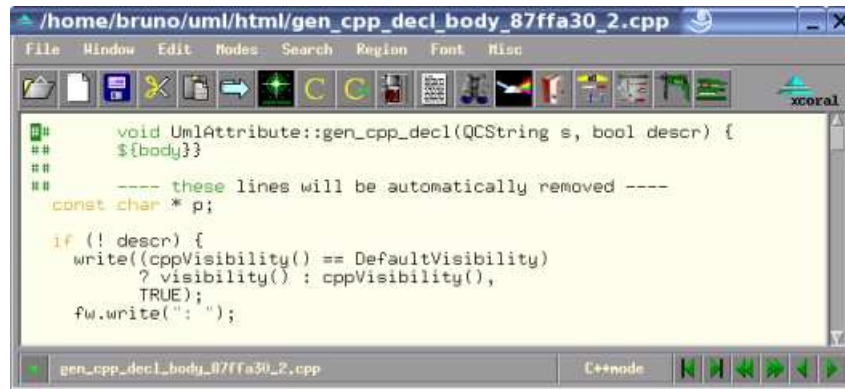 /home/bruno/uml/html/gen_cpp_decl_body_87ffa30_2.cpp
File Window Edit Modes Search Region Font Misc
xcoral
## void UmlAttribute::gen_cpp_decl(QCString s, bool descr) {
## ${body}}
##
## ---- these lines will be automatically removed ----
const char * p;
if (! descr) {
write((cppVisibility() == DefaultVisibility)
? visibility() : cppVisibility(),
TRUE);
fw.write(": ");
gen_cpp_decl_body_87ffa30_2.cpp C++mode